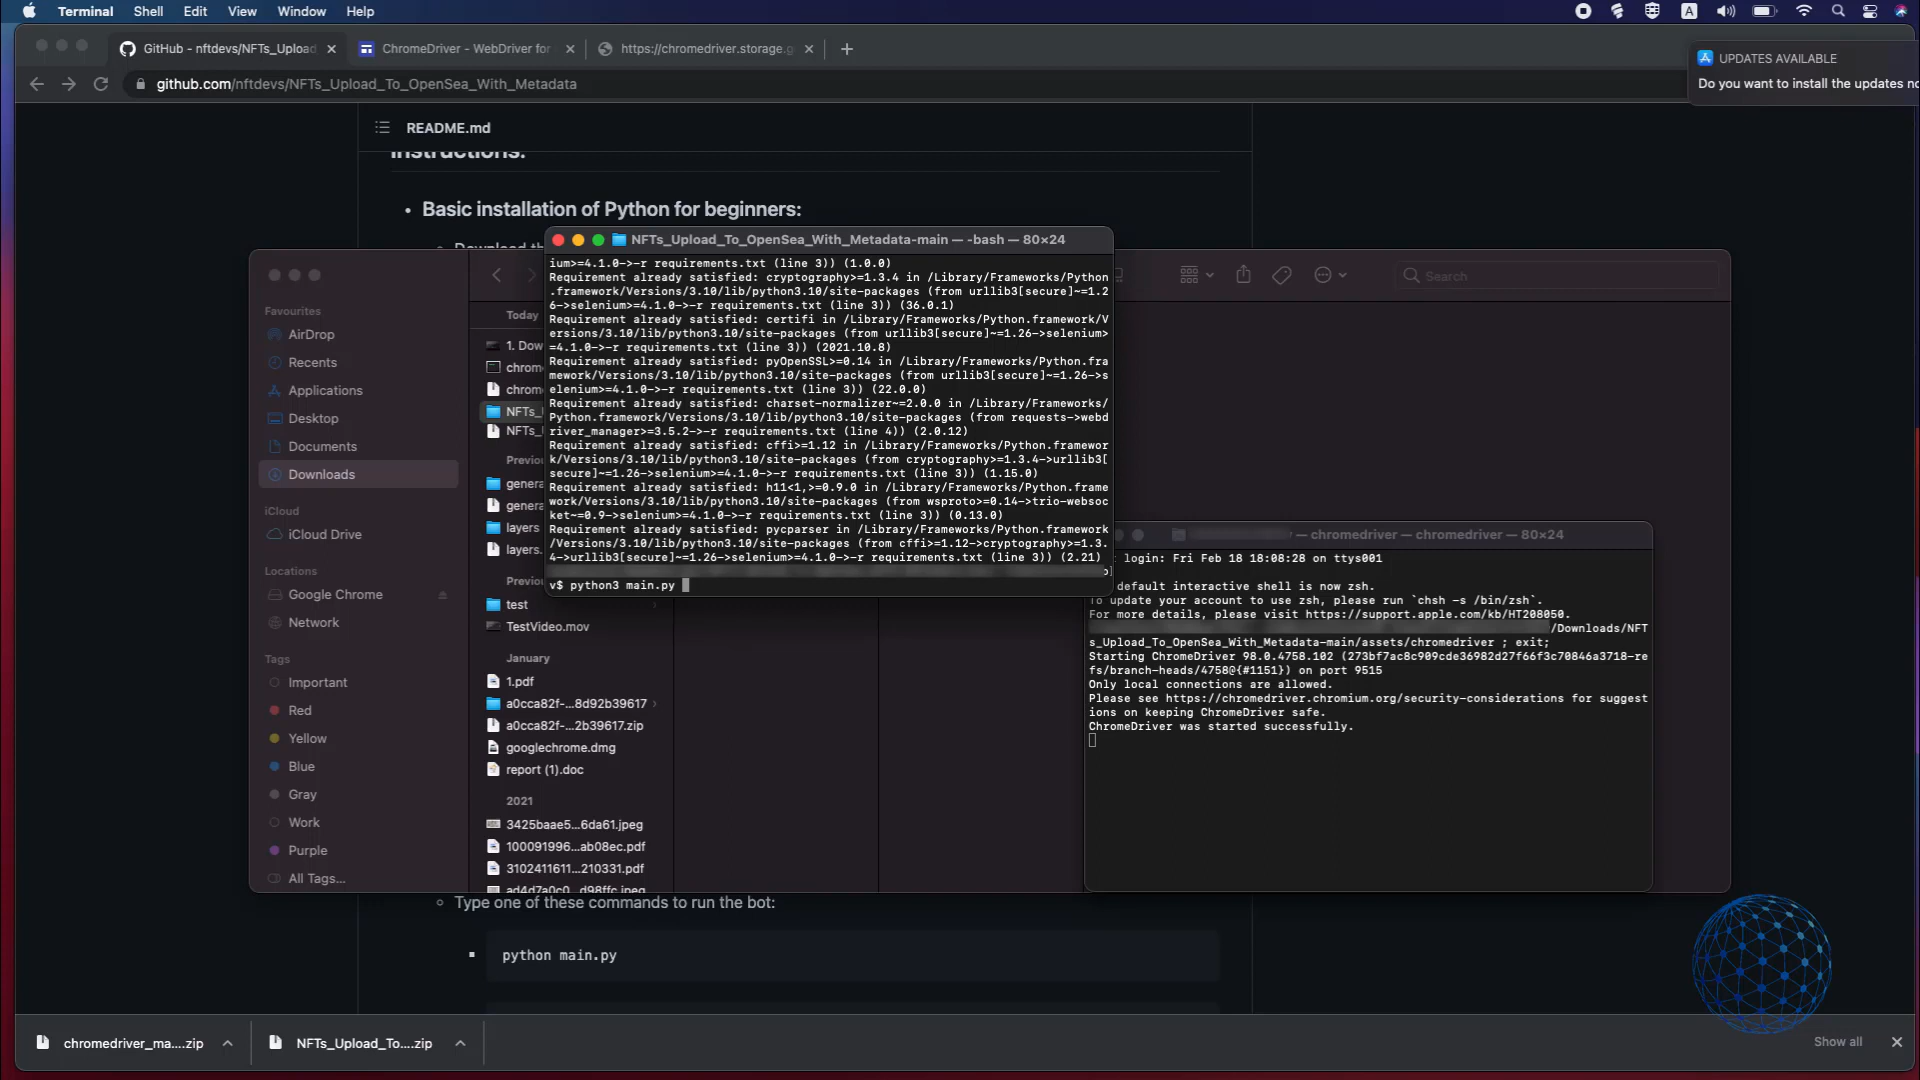 Terminal Shell Edit View Window Help
A
GitHub - nftdevs/NFTs_Upload
ChromeDriver - WebDriver for
https://chromedriver.storage.g
UPDATES AVAILABLE
Do you want to install the updates no
github.com/nftdevs/NFTs_Upload_To_OpenSea_With_Metadata
README.md
Instructions:
Basic installation of Python for beginners:
NFTs_Upload_To_OpenSea_With_Metadata-main — -bash — 80×24
ium>=4.1.0->-r requirements.txt (line 3)) (1.0.0)
Requirement already satisfied: cryptography>=1.3.4 in /Library/Frameworks/Python
.framework/Versions/3.10/lib/python3.10/site-packages (from urllib3[secure]~=1.2
6->selenium>=4.1.0->-r requirements.txt (line 3)) (36.0.1)
Requirement already satisfied: certifi in /Library/Frameworks/Python.framework/V
ersions/3.10/lib/python3.10/site-packages (from urllib3[secure]~=1.26->selenium>
=4.1.0->-r requirements.txt (line 3)) (2021.10.8)
Requirement already satisfied: pyOpenSSL>=0.14 in /Library/Frameworks/Python.fra
mework/Versions/3.10/lib/python3.10/site-packages (from urllib3[secure]~=1.26->s
elenium>=4.1.0->-r requirements.txt (line 3)) (22.0.0)
Requirement already satisfied: charset-normalizer~=2.0.0 in /Library/Frameworks/
Python.framework/Versions/3.10/lib/python3.10/site-packages (from requests->webd
river_manager>=3.5.2->-r requirements.txt (line 4)) (2.0.12)
Requirement already satisfied: cffi>=1.12 in /Library/Frameworks/Python.framewor
k/Versions/3.10/lib/python3.10/site-packages (from cryptography>=1.3.4->urllib3[
secure]~=1.26->selenium>=4.1.0->-r requirements.txt (line 3)) (1.15.0)
Requirement already satisfied: h11<1,>=0.9.0 in /Library/Frameworks/Python.frame
work/Versions/3.10/lib/python3.10/site-packages (from wsproto>=0.14->trio-websoc
ket~=0.9->selenium>=4.1.0->-r requirements.txt (line 3)) (0.13.0)
Requirement already satisfied: pycparser in /Library/Frameworks/Python.framework
/Versions/3.10/lib/python3.10/site-packages (from cffi>=1.12->cryptography>=1.3.
4->urllib3[secure]~=1.26->selenium>=4.1.0->-r requirements.txt (line 3)) (2.21)
v$ python3 main.py
Search
Favourites
AirDrop
Recents
Applications
Desktop
Documents
Downloads
iCloud
iCloud Drive
Locations
Google Chrome
Network
Tags
Important
Red
Yellow
Blue
Gray
Work
Purple
All Tags...
Today
1. Dow
chrom
chrom
NFTs_
NFTs_
Previou
genera
genera
layers
layers.
Previou
test
TestVideo.mov
January
1.pdf
a0cca82f-...8d92b39617
a0cca82f-...2b39617.zip
googlechrome.dmg
report (1).doc
2021
3425baae5...6da61.jpeg
100091996...ab08ec.pdf
3102411611...210331.pdf
ad4d7a0c0...d98ffc.jpeg
— chromedriver — chromedriver — 80×24
login: Fri Feb 18 18:08:28 on ttys001
default interactive shell is now zsh.
To update your account to use zsh, please run `chsh -s /bin/zsh`.
For more details, please visit https://support.apple.com/kb/HT208050.
/Downloads/NFT
s_Upload_To_OpenSea_With_Metadata-main/assets/chromedriver ; exit;
Starting ChromeDriver 98.0.4758.102 (273bf7ac8c909cde36982d27f66f3c70846a3718-re
fs/branch-heads/4758@{#1151}) on port 9515
Only local connections are allowed.
Please see https://chromedriver.chromium.org/security-considerations for suggest
ions on keeping ChromeDriver safe.
ChromeDriver was started successfully.
Type one of these commands to run the bot:
python main.py
chromedriver_ma....zip
NFTs_Upload_To....zip
Show all